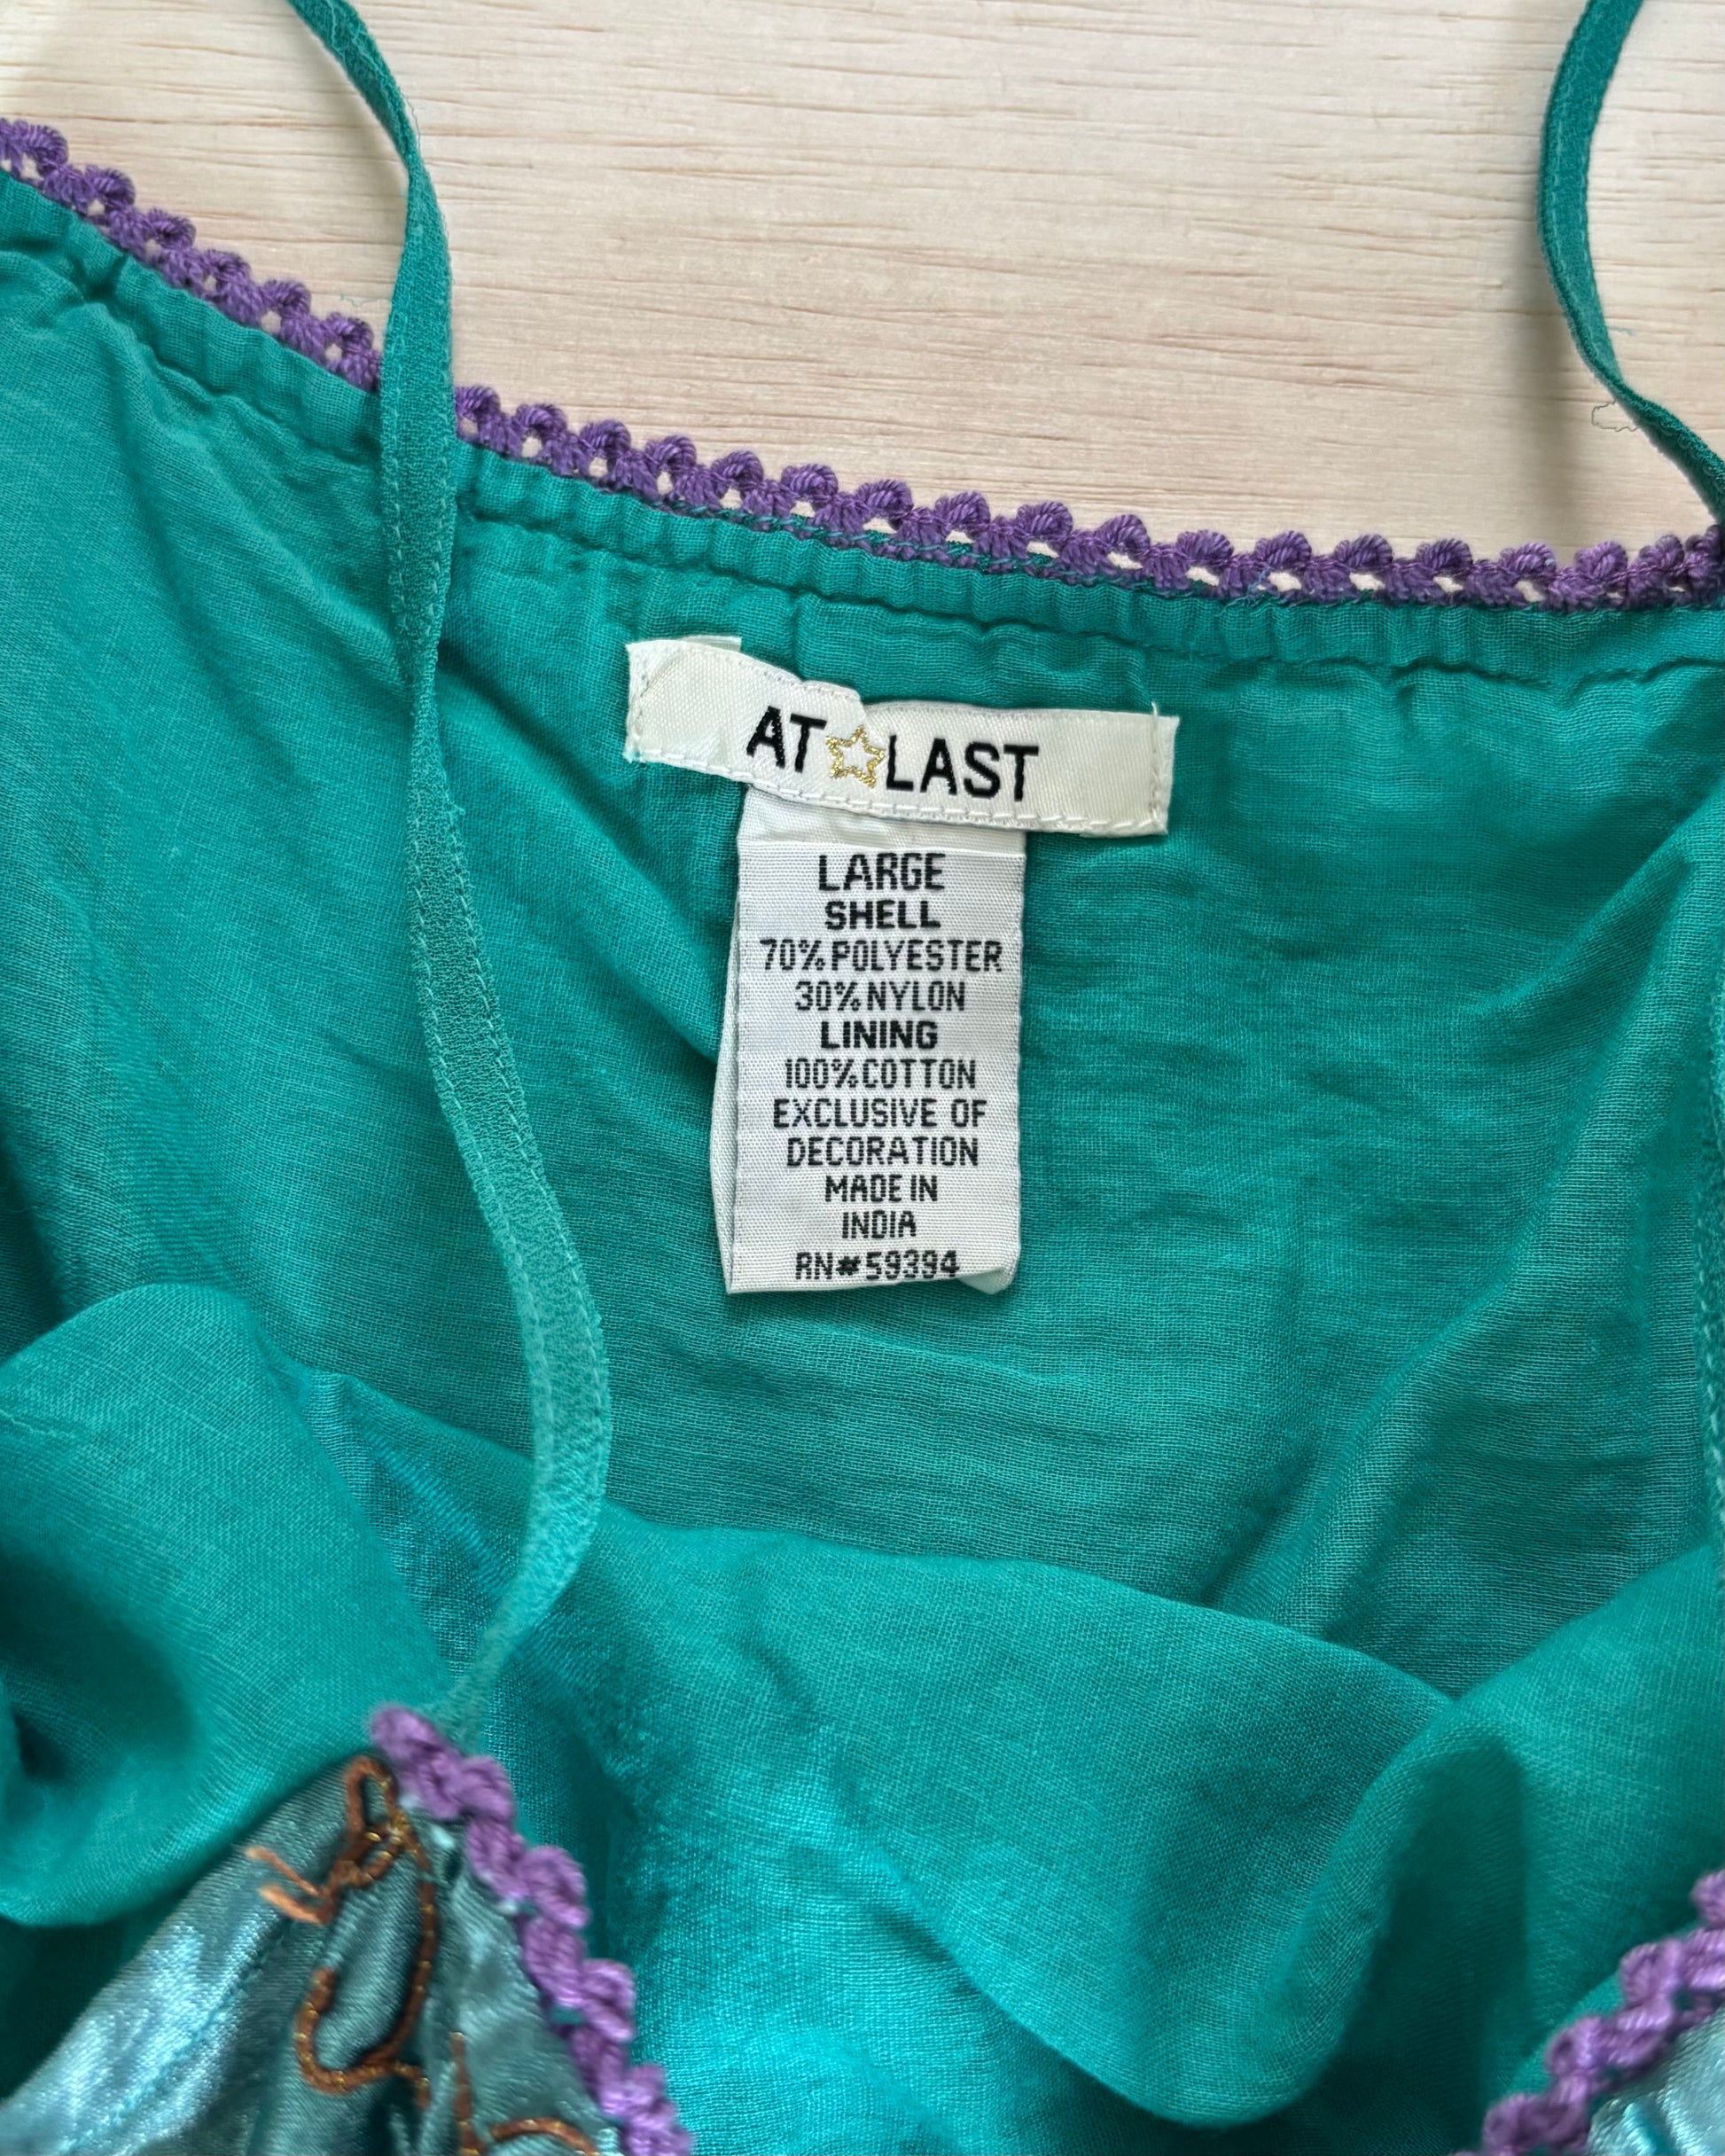 AT LAST
LARGE
SHELL
70% POLYESTER
30% NYLON
LINING
100% COTTON
EXCLUSIVE OF
DECORATION
MADE IN
INDIA
RN#59394